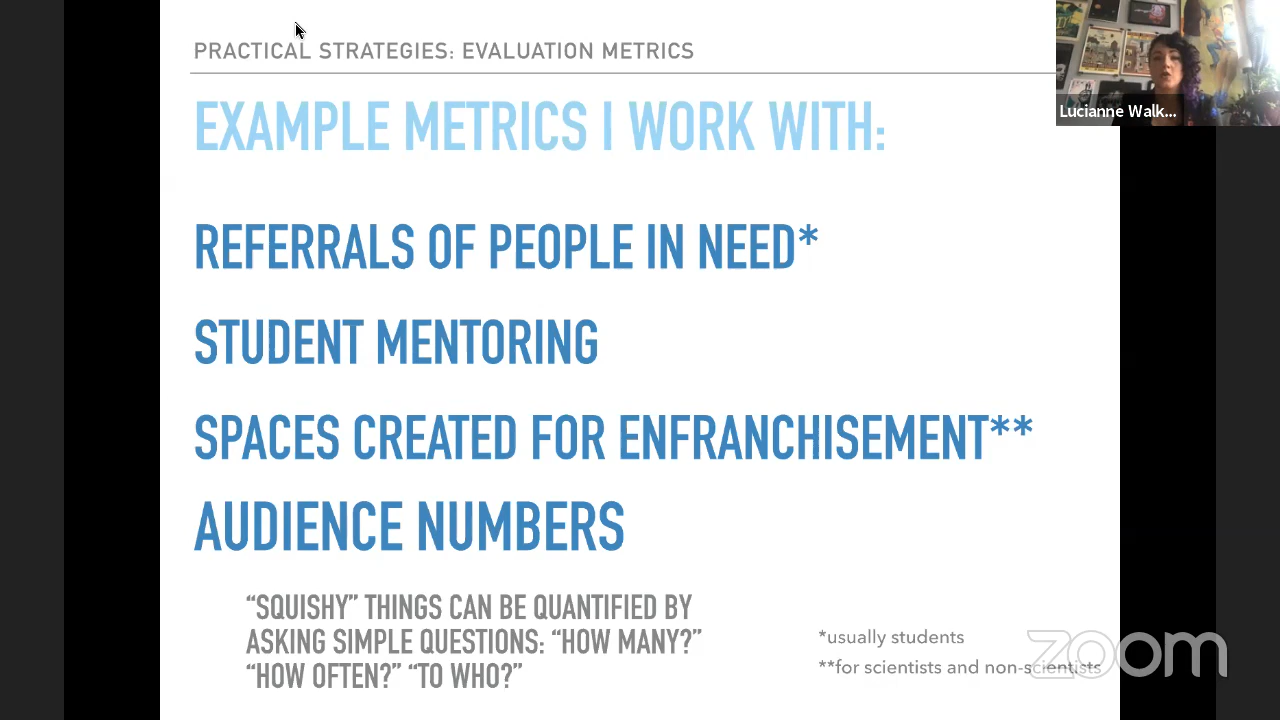 PRACTICAL STRATEGIES: EVALUATION METRICS
Lucianne Walk...
EXAMPLE METRICS I WORK WITH:
REFERRALS OF PEOPLE IN NEED*
STUDENT MENTORING
SPACES CREATED FOR ENFRANCHISEMENT**
AUDIENCE NUMBERS
“SQUISHY” THINGS CAN BE QUANTIFIED BY
ASKING SIMPLE QUESTIONS: “HOW MANY?”
“HOW OFTEN?” “TO WHO?”
*usually students
**for scientists and non-scientists
zoom